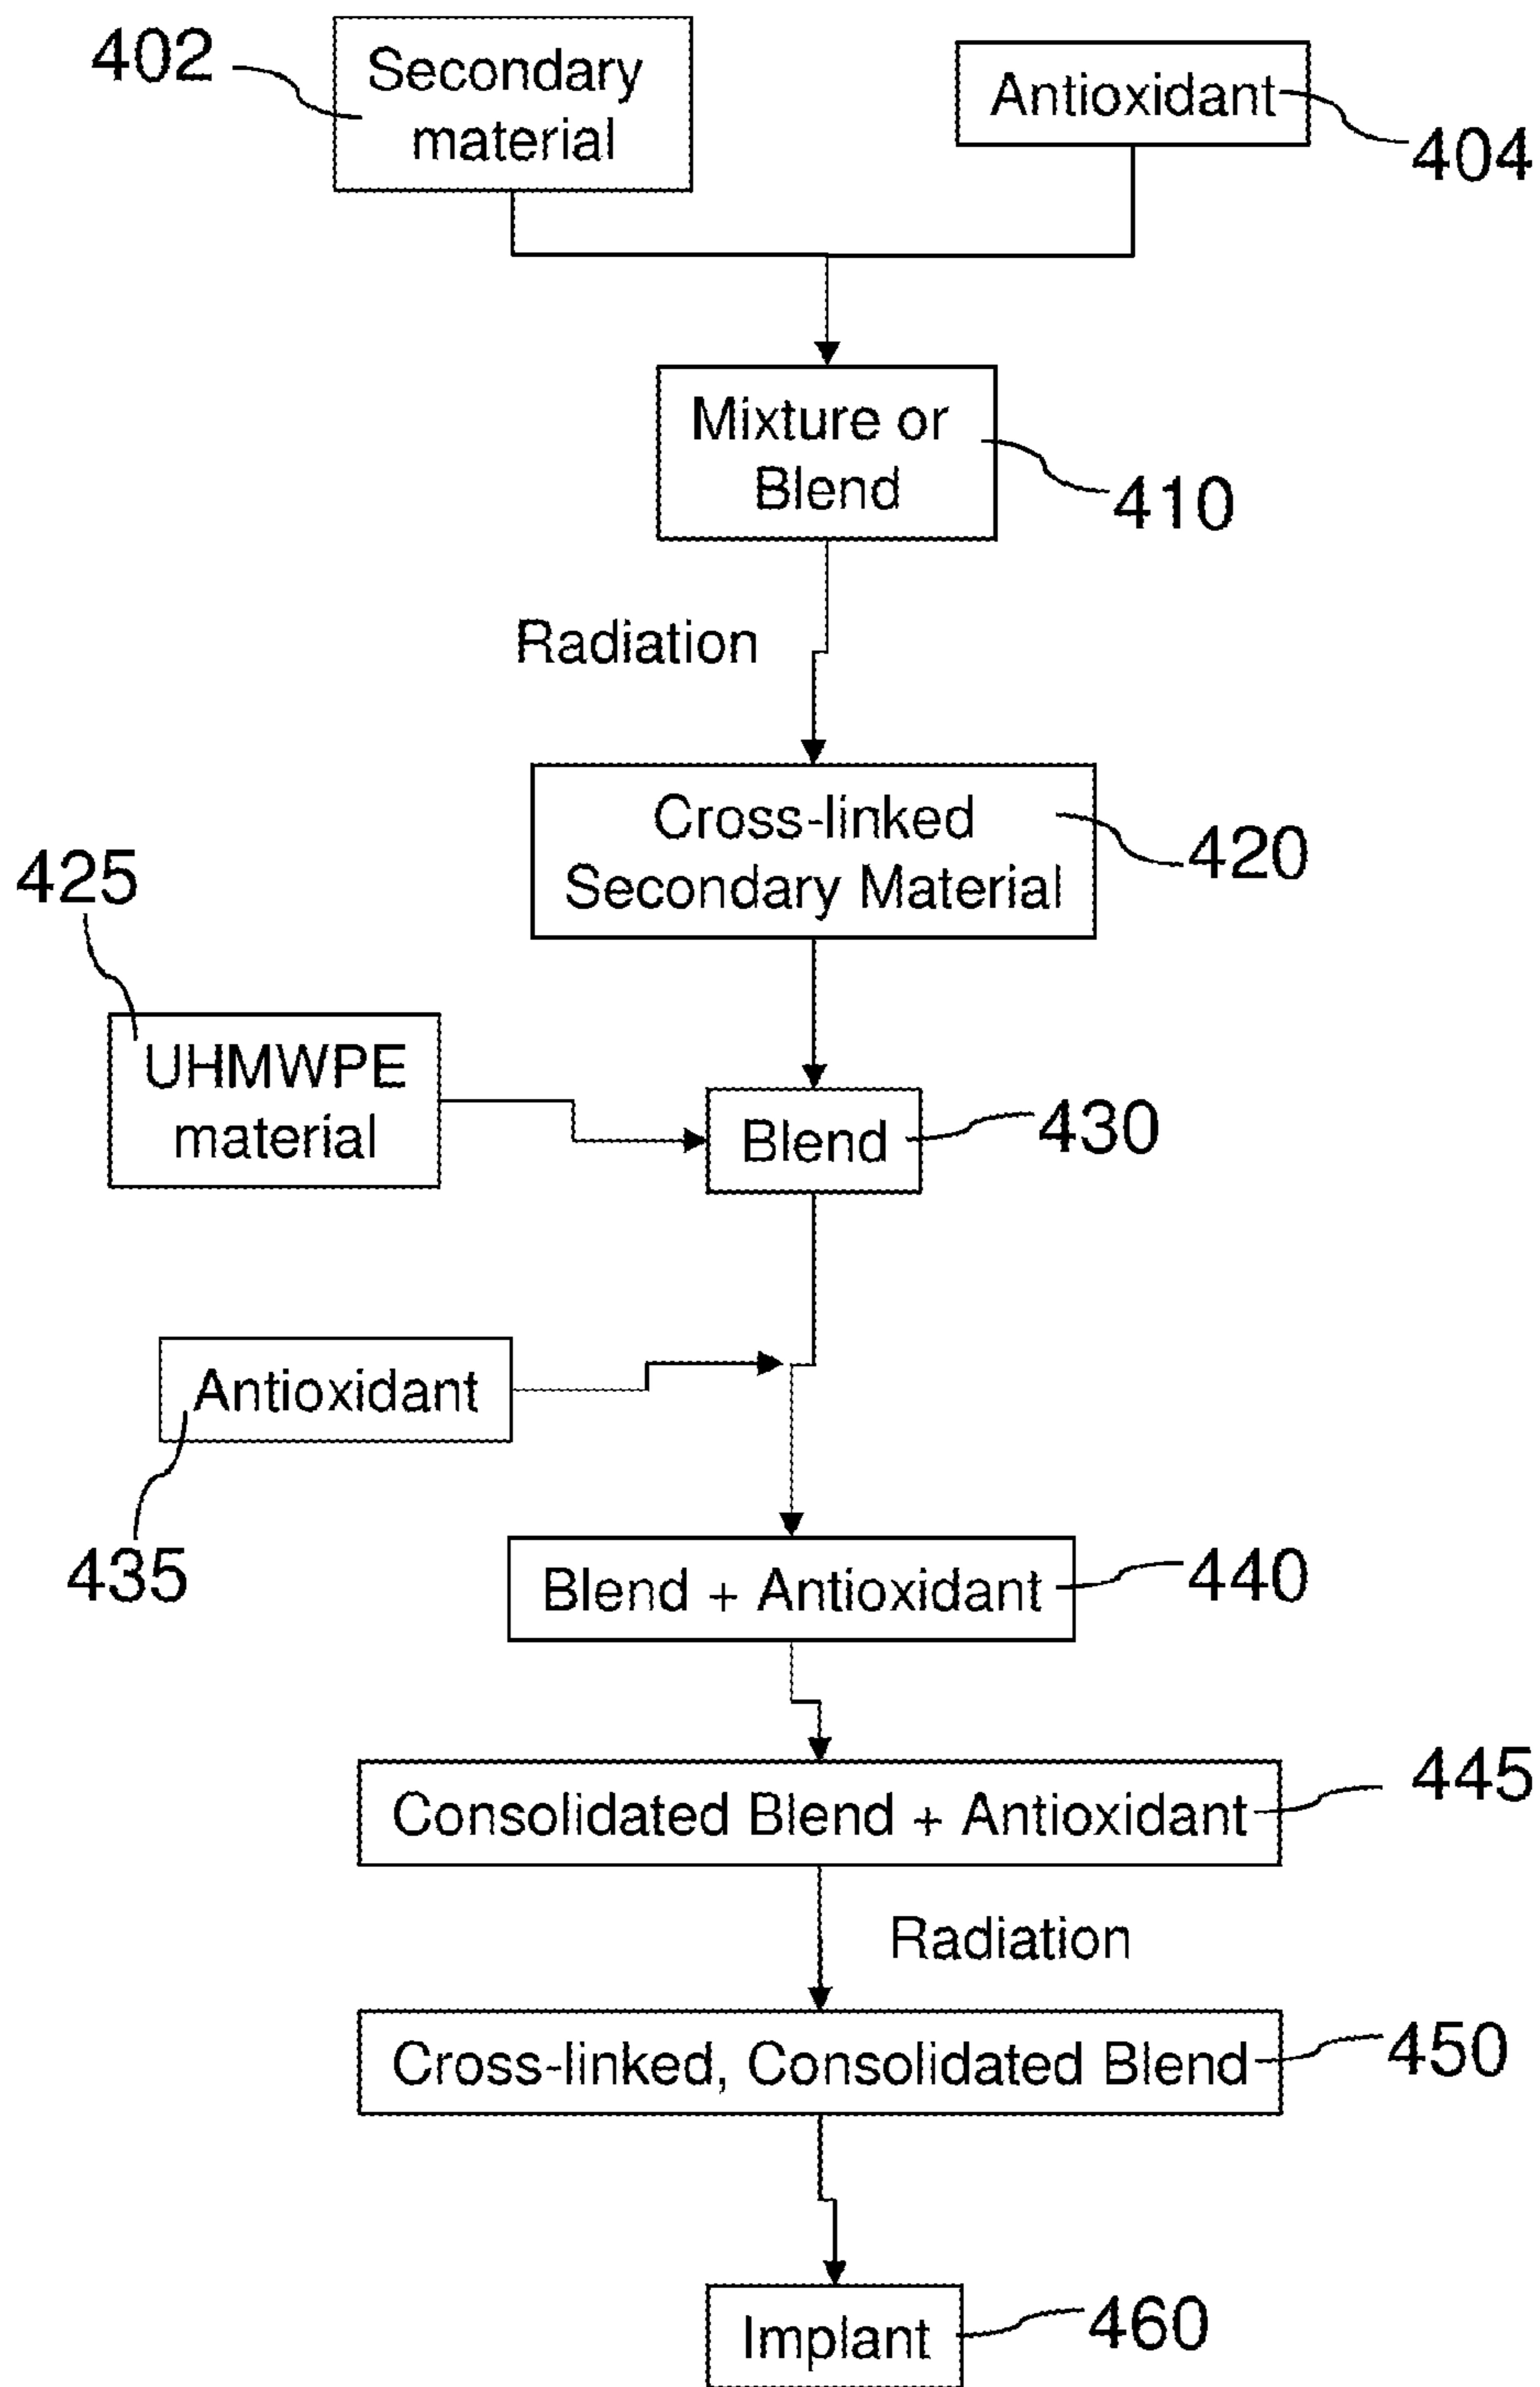 402
Secondary
material
Antioxidant
404
Mixture or
Blend
410
Radiation
Cross-linked
Secondary Material
420
425
UHMWPE
material
Blend
430
Antioxidant
435
Blend + Antioxidant
440
Consolidated Blend + Antioxidant
445
Radiation
Cross-linked, Consolidated Blend
450
Implant
460